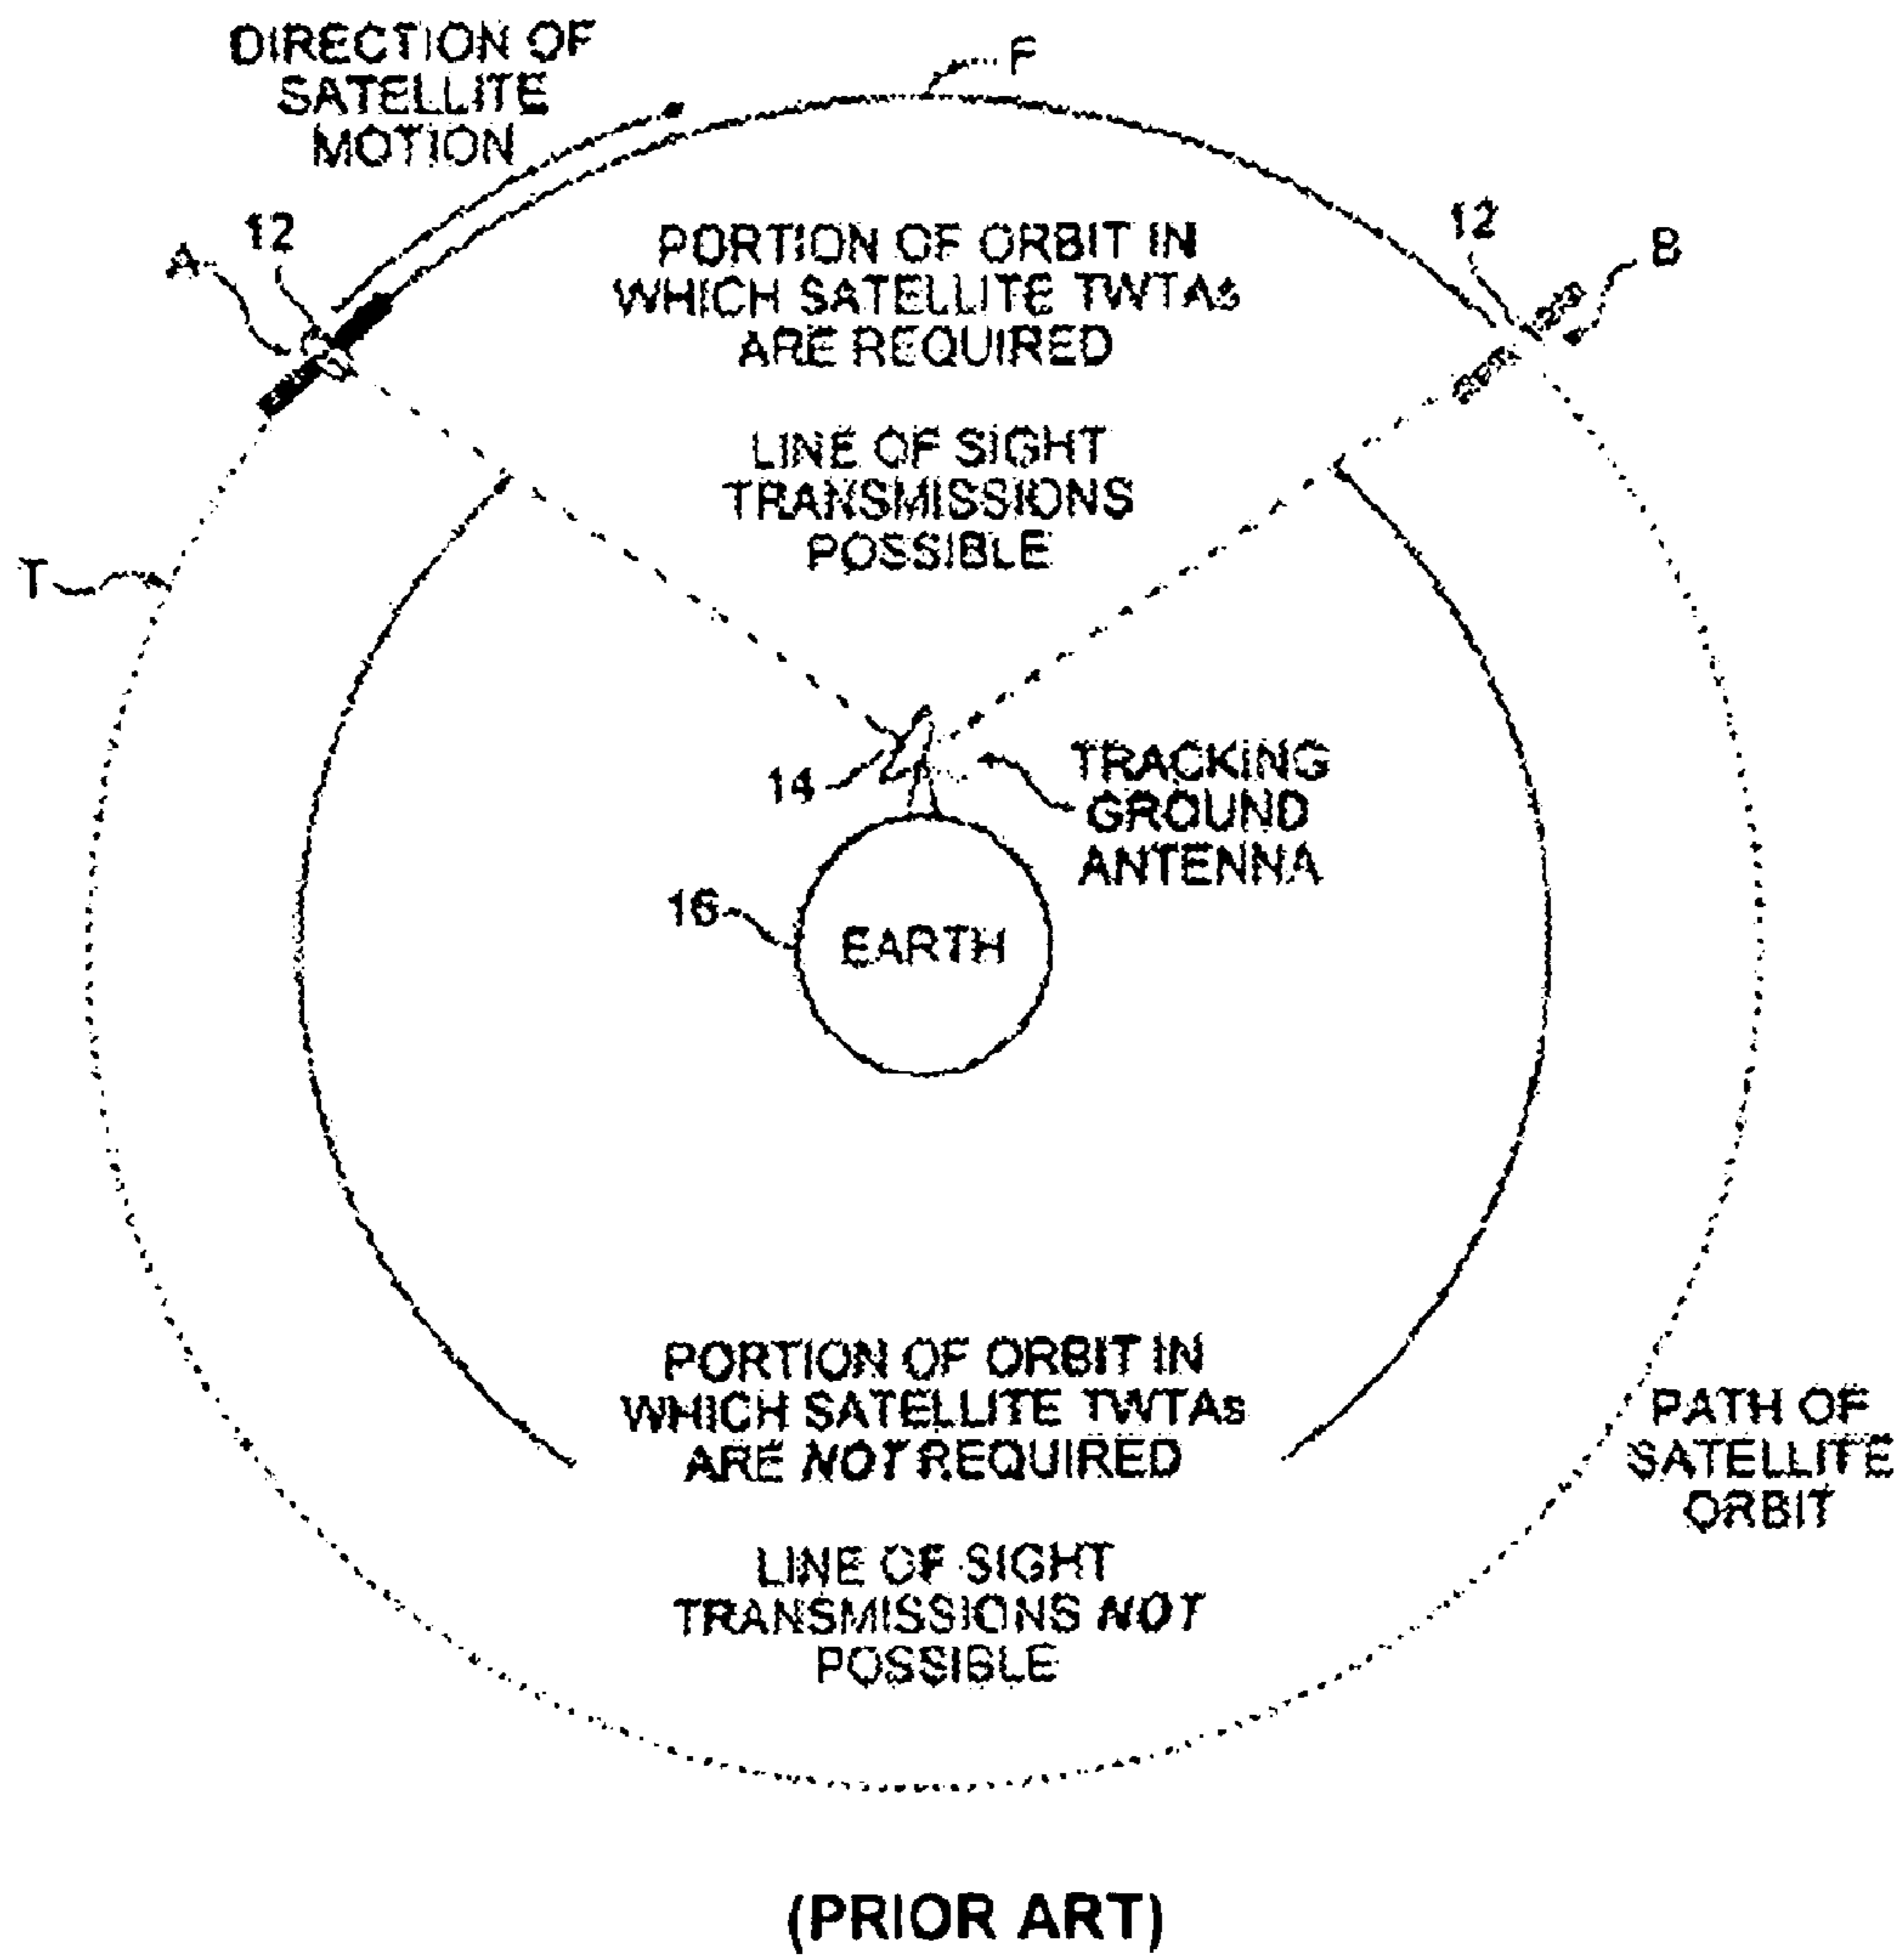 DIRECTION OF
SATELLITE
MOTION
F
12
A
12
B
PORTION OF ORBIT IN
WHICH SATELLITE TWTAs
ARE REQUIRED
LINE OF SIGHT
TRANSMISSIONS
POSSIBLE
T
14
TRACKING
GROUND
ANTENNA
16
EARTH
PORTION OF ORBIT IN
WHICH SATELLITE TWTAs
ARE NOT REQUIRED
PATH OF
SATELLITE
ORBIT
LINE OF SIGHT
TRANSMISSIONS NOT
POSSIBLE
(PRIOR ART)